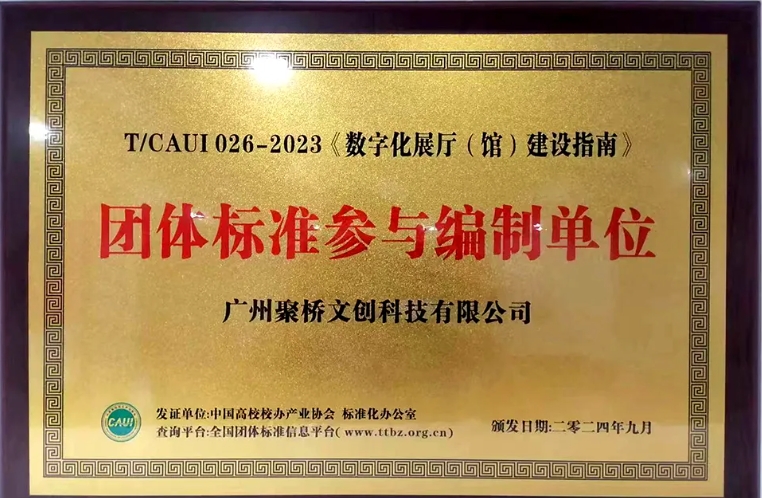 T/CAUI 026-2023《数字化展厅（馆）建设指南》
团体标准参与编制单位
广州聚桥文创科技有限公司
CAUI
发证单位:中国高校校办产业协会 标准化办公室
查询平台:全国团体标准信息平台( www.ttbz.org.cn)
颁发日期:二零二四年九月